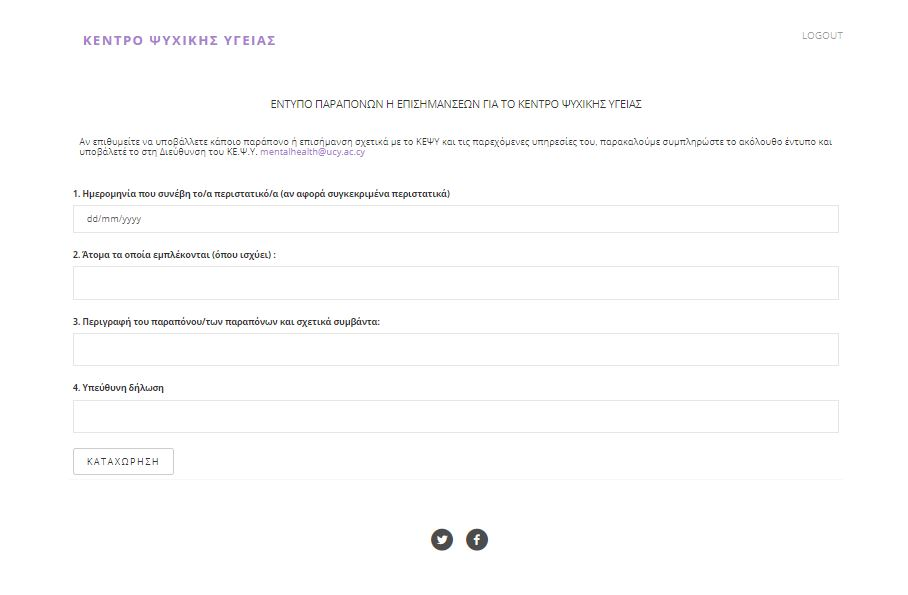 ΚΕΝΤΡΟ ΨΥΧΙΚΗΣ ΥΓΕΙΑΣ
LOGOUT
ΕΝΤΥΠΟ ΠΑΡΑΠΟΝΩΝ Η ΕΠΙΣΗΜΑΝΣΕΩΝ ΓΙΑ ΤΟ ΚΕΝΤΡΟ ΨΥΧΙΚΗΣ ΥΓΕΙΑΣ
Αν επιθυμείτε να υποβάλλετε κάποιο παράπονο ή επισήμανση σχετικά με το ΚΕΨΥ και τις παρεχόμενες υπηρεσίες του, παρακαλούμε συμπληρώστε το ακόλουθο έντυπο και
υποβάλετε το στη Διεύθυνση του ΚΕ.Ψ.Υ. mentalhealth@ucy.ac.cy
1. Ημερομηνία που συνέβη το/α περιστατικό/α (αν αφορά συγκεκριμένα περιστατικά)
dd/mm/yyyy
2. Άτομα τα οποία εμπλέκονται (όπου ισχύει) :
3. Περιγραφή του παραπόνου/των παραπόνων και σχετικά συμβάντα:
4. Υπεύθυνη δήλωση
ΚΑΤΑΧΩΡΗΣΗ